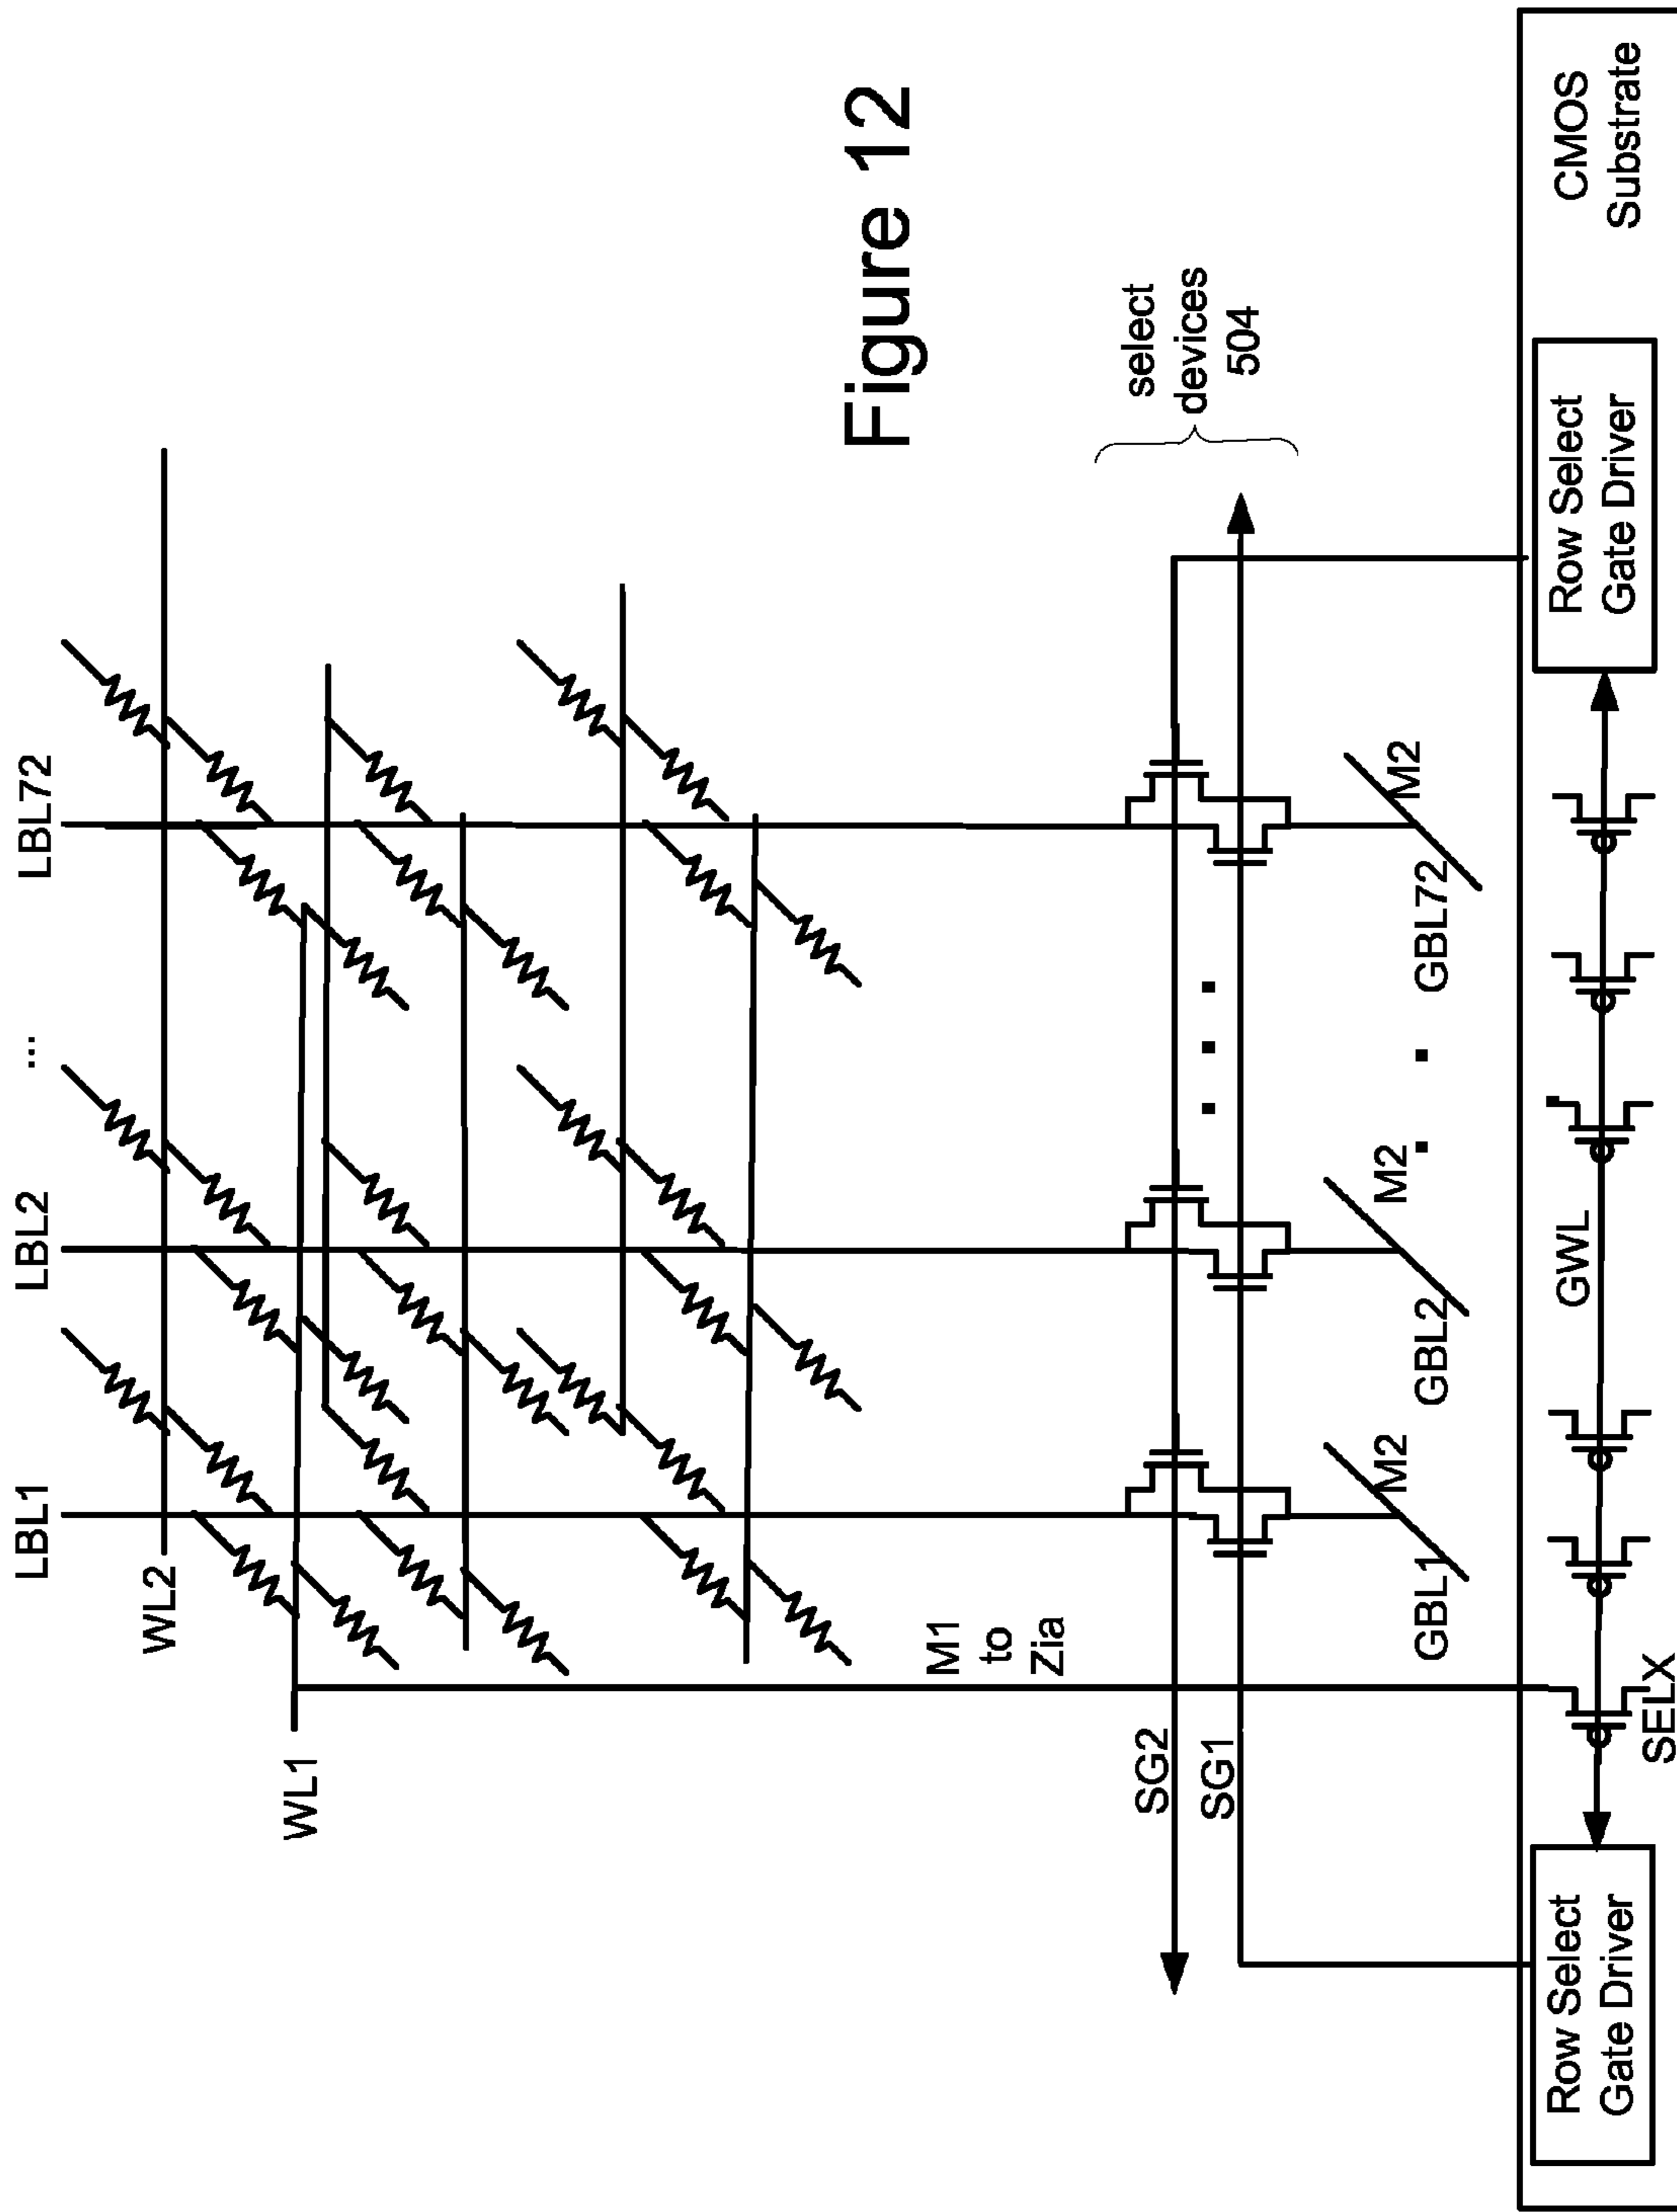 LBL1
LBL2
...
LBL72
WL2
WL1
Figure 12
M1
to
Zia
SG2
SG1
select
devices
504
M2
M2
M2
GBL1
GBL2
GBL72
GWL
SELX
Row Select
Gate Driver
Row Select
Gate Driver
CMOS
Substrate